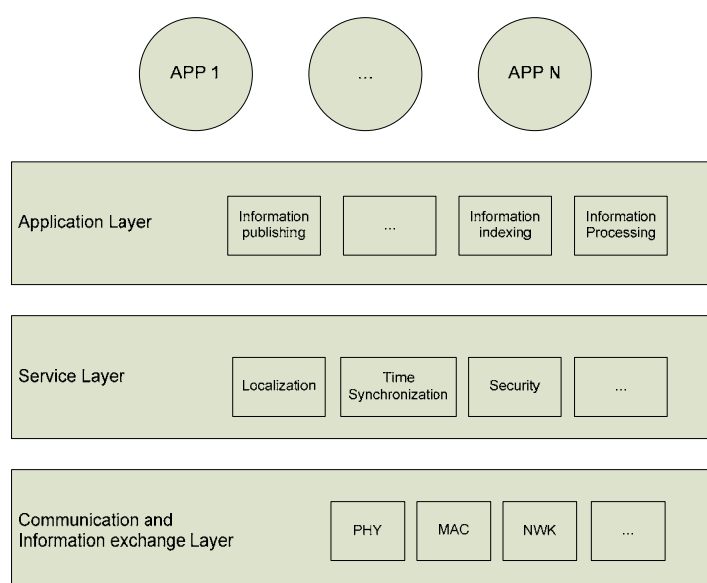 APP 1
...
APP N
Application Layer
Information
publishing
...
Information
indexing
Information
Processing
Service Layer
Localization
Time
Synchronization
Security
...
Communication and
Information exchange Layer
PHY
MAC
NWK
...